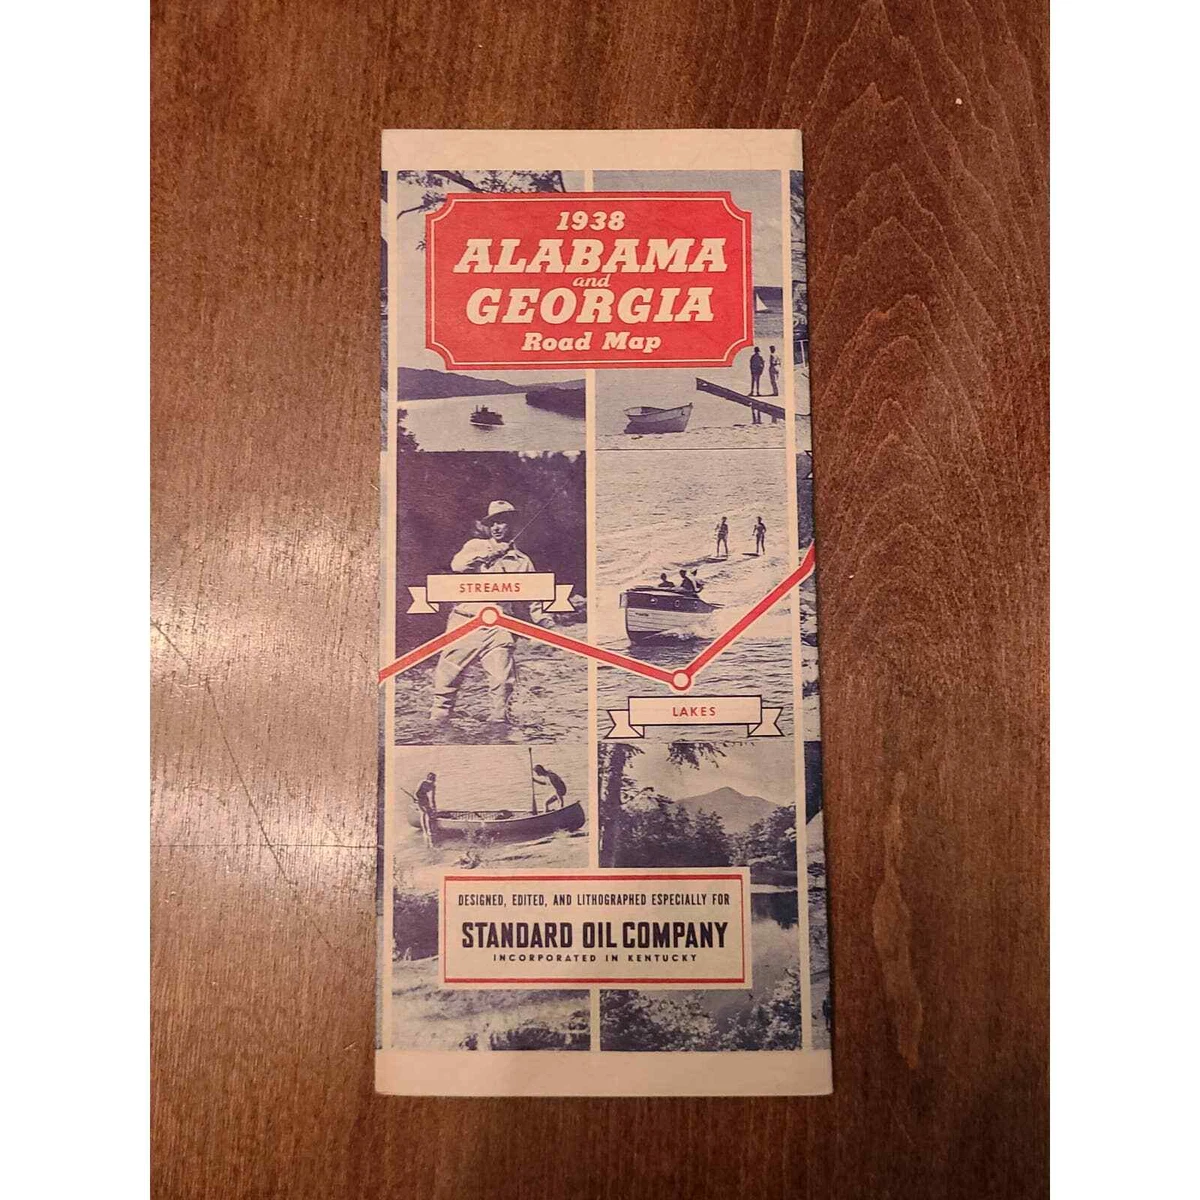 1938
ALABAMA
and
GEORGIA
Road Map
STREAMS
LAKES
DESIGNED, EDITED, AND LITHOGRAPHED ESPECIALLY FOR
STANDARD OIL COMPANY
INCORPORATED IN KENTUCKY